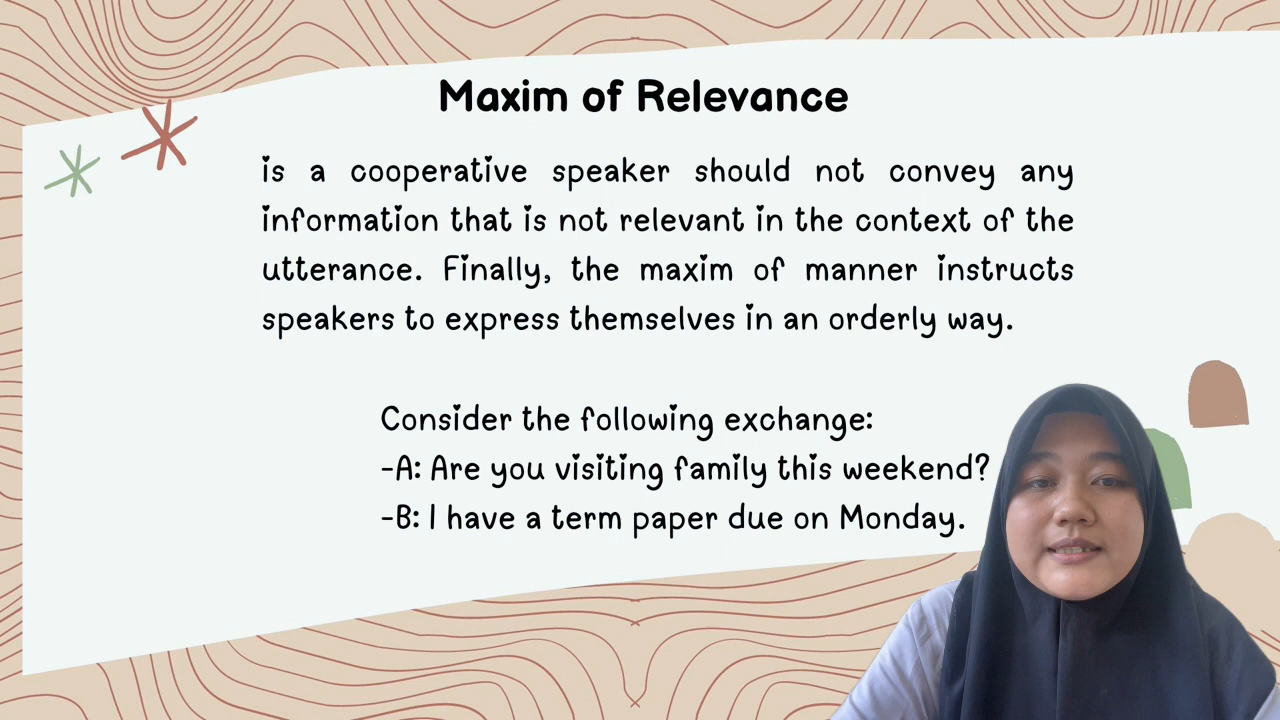 Maxim of Relevance
is a cooperative speaker should not convey any
information that is not relevant in the context of the
utterance. Finally, the maxim of manner instructs
speakers to express themselves in an orderly way.
Consider the following exchange:
-A: Are you visiting family this weekend?
-B: I have a term paper due on Monday.